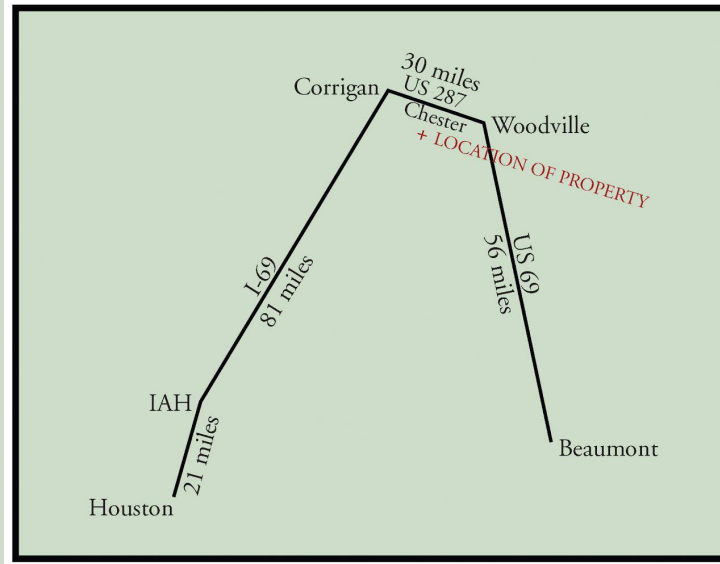 30 miles
US 287
Corrigan
Chester
Woodville
+ LOCATION OF PROPERTY
I-69
81 miles
US 69
56 miles
IAH
21 miles
Beaumont
Houston